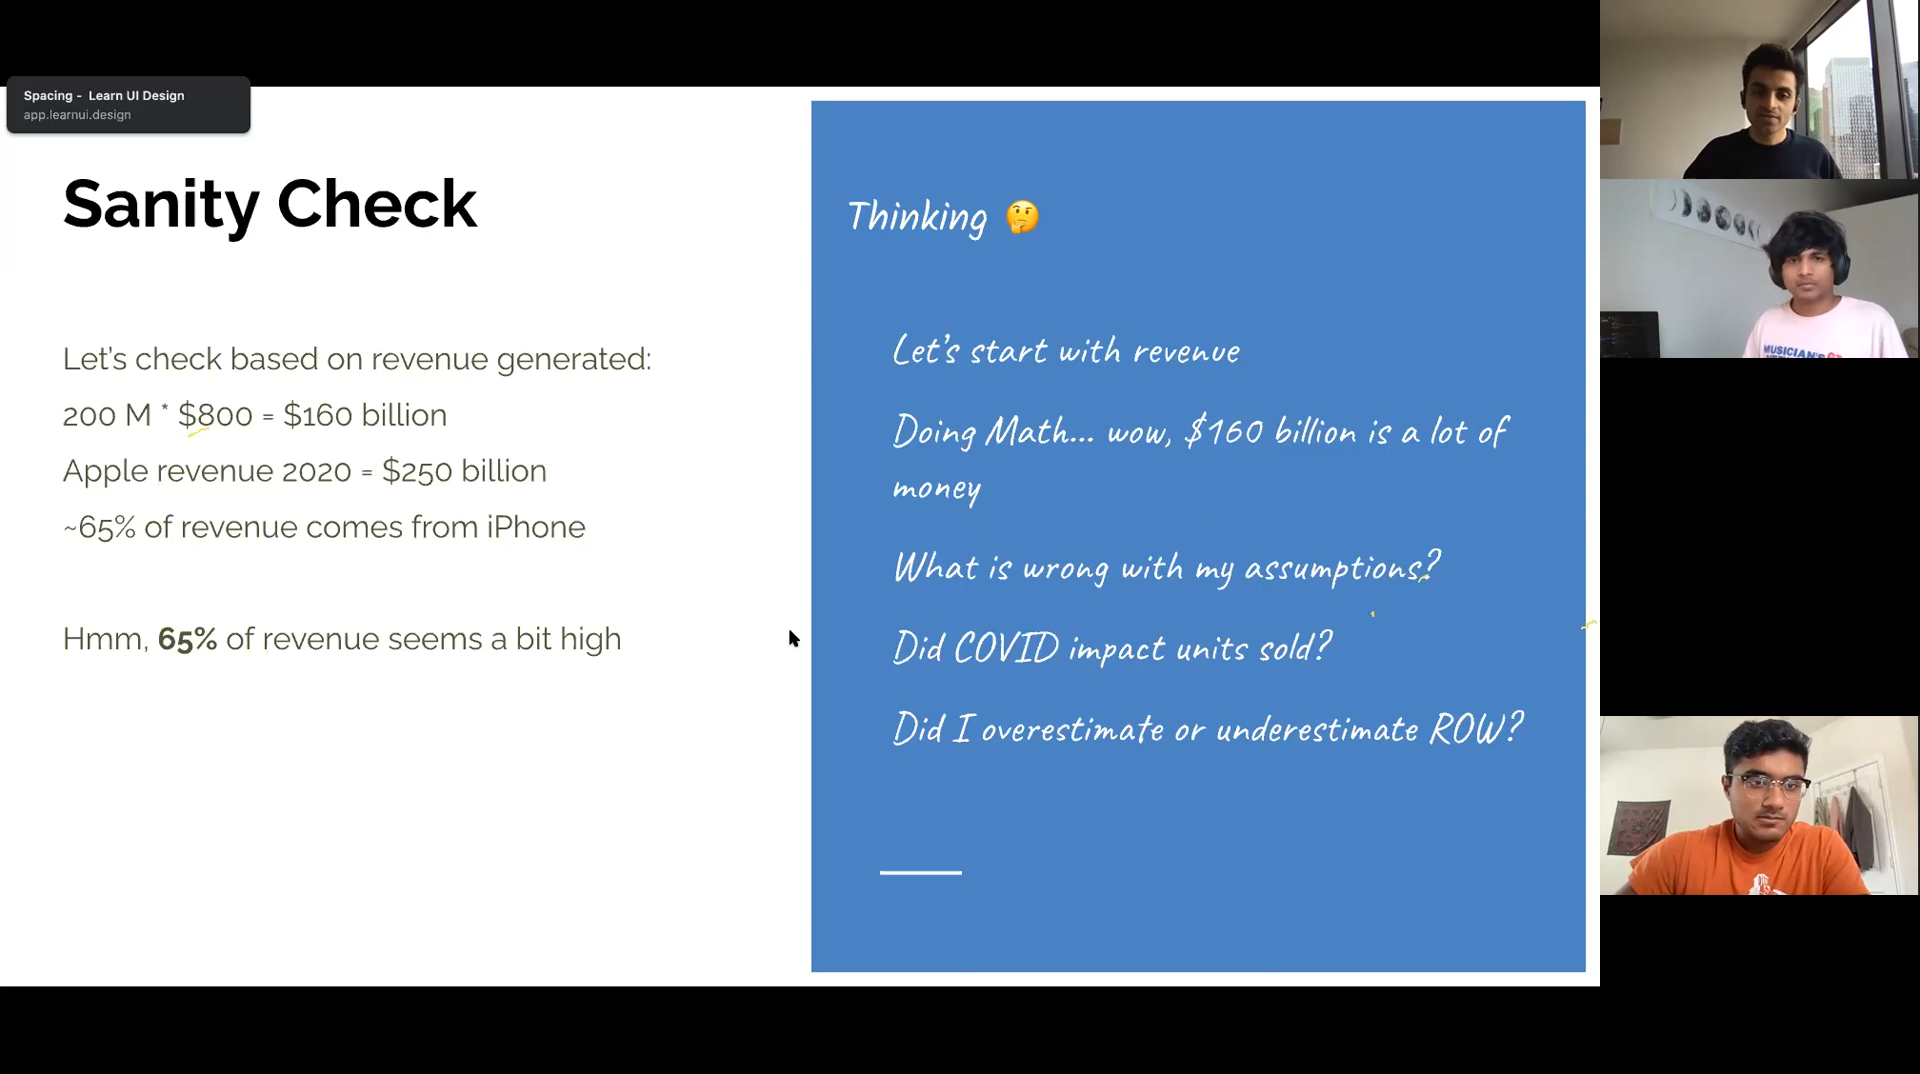 Spacing - Learn UI Design
app.learnui.design
Sanity Check
Let's check based on revenue generated:
200 M * $800 = $160 billion
Apple revenue 2020 = $250 billion
~65% of revenue comes from iPhone
Hmm, 65% of revenue seems a bit high
Thinking 🤔
Let's start with revenue
Doing Math... wow, $160 billion is a lot of
money
What is wrong with my assumptions?
Did COVID impact units sold?
Did I overestimate or underestimate ROW?
MUSICIAN'S